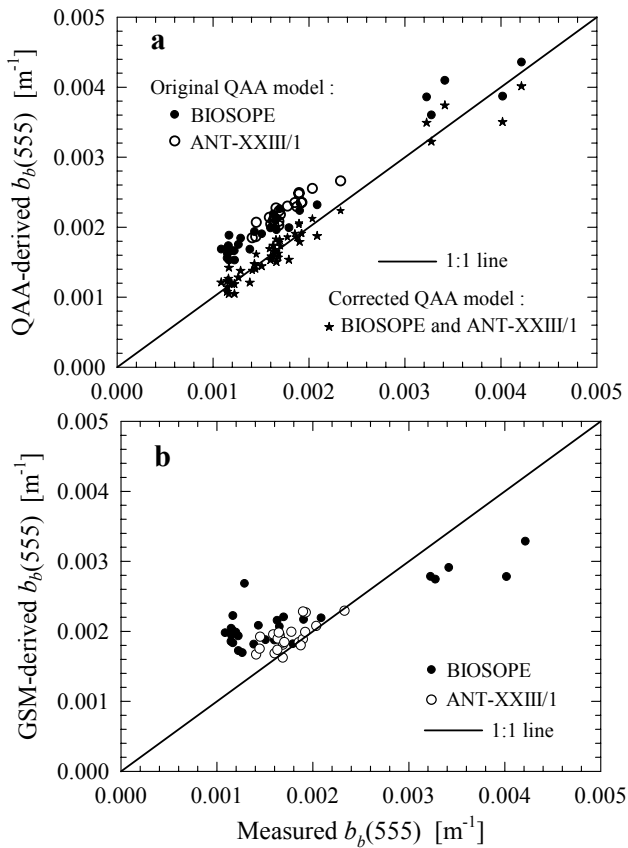 a
Original QAA model :
BIOSOPE
ANT-XXIII/1
1:1 line
Corrected QAA model :
BIOSOPE and ANT-XXIII/1
QAA-derived b_b(555) [m⁻¹]
0.005
0.004
0.003
0.002
0.001
0.000
0.000 0.001 0.002 0.003 0.004 0.005
b
BIOSOPE
ANT-XXIII/1
1:1 line
GSM-derived b_b(555) [m⁻¹]
0.005
0.004
0.003
0.002
0.001
0.000
0.000 0.001 0.002 0.003 0.004 0.005
Measured b_b(555) [m⁻¹]